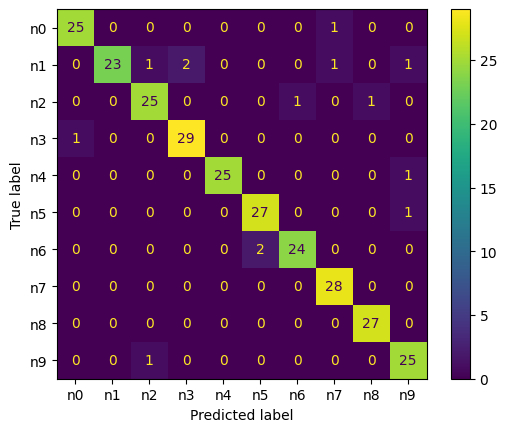 n0 25 0 0 0 0 0 0 1 0 0
n1 0 23 1 2 0 0 0 1 0 1
n2 0 0 25 0 0 0 1 0 1 0
n3 1 0 0 29 0 0 0 0 0 0
n4 0 0 0 0 25 0 0 0 0 1
n5 0 0 0 0 0 27 0 0 0 1
n6 0 0 0 0 0 2 24 0 0 0
n7 0 0 0 0 0 0 0 28 0 0
n8 0 0 0 0 0 0 0 0 27 0
n9 0 0 1 0 0 0 0 0 0 25
n0 n1 n2 n3 n4 n5 n6 n7 n8 n9
Predicted label
True label
25
20
15
10
5
0